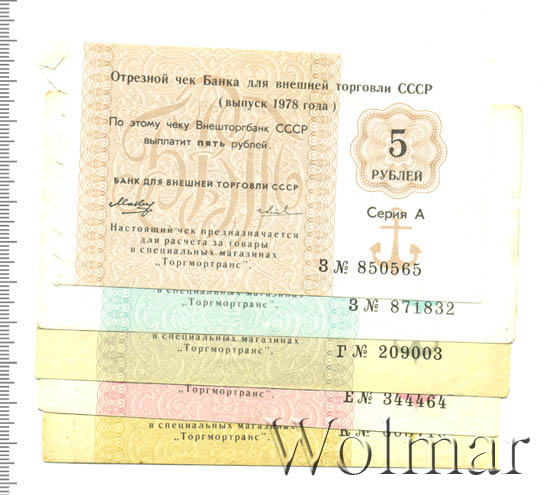 Отрезной чек Банка для внешней торговли СССР
(выпуск 1978 года)
По этому чеку Внешторгбанк СССР
выплатит пять рублей.
5
РУБЛЕЙ
БАНК ДЛЯ ВНЕШНЕЙ ТОРГОВЛИ СССР
Серия А
Настоящий чек предназначается
для расчета за товары
в специальных магазинах
„Торгмортранс".
З № 850565
в специальных магазинах
„Торгмортранс".
З № 871832
в специальных магазинах
„Торгмортранс".
Г № 209003
„Торгмортранс".
Е № 344464
в специальных магазинах
„Торгмортранс".
Wolmar